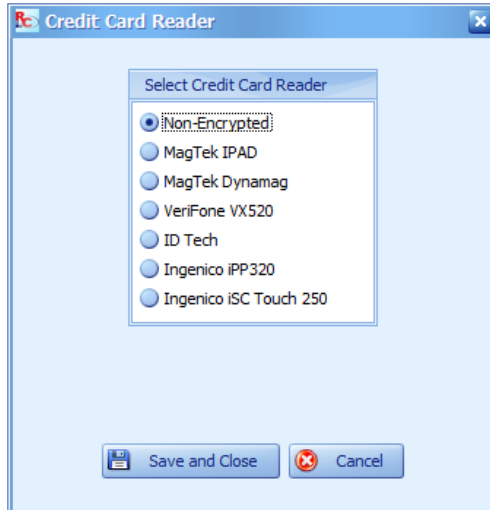 Rc Credit Card Reader
Select Credit Card Reader
Non-Encrypted
MagTek IPAD
MagTek Dynamag
VeriFone VX520
ID Tech
Ingenico iPP320
Ingenico iSC Touch 250
Save and Close Cancel